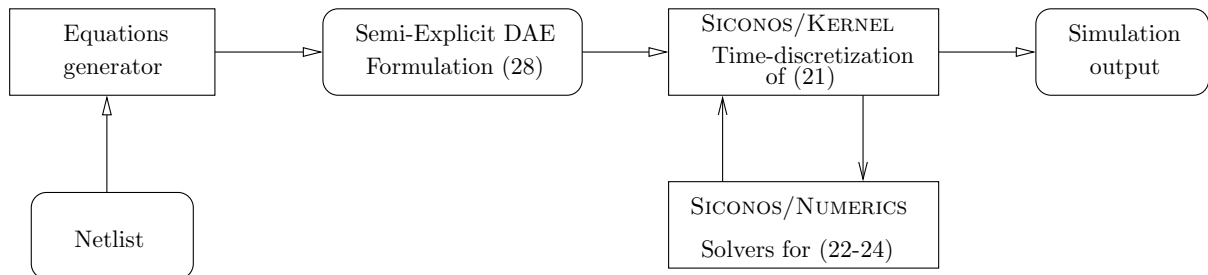 Equations
generator
Semi-Explicit DAE
Formulation (28)
SICONOS/KERNEL
Time-discretization
of (21)
Simulation
output
Netlist
SICONOS/NUMERICS
Solvers for (22-24)